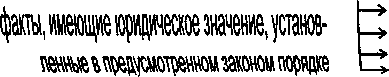 факты, имеющие юридическое значение, установ-
ленные в предусмотренном законом порядке